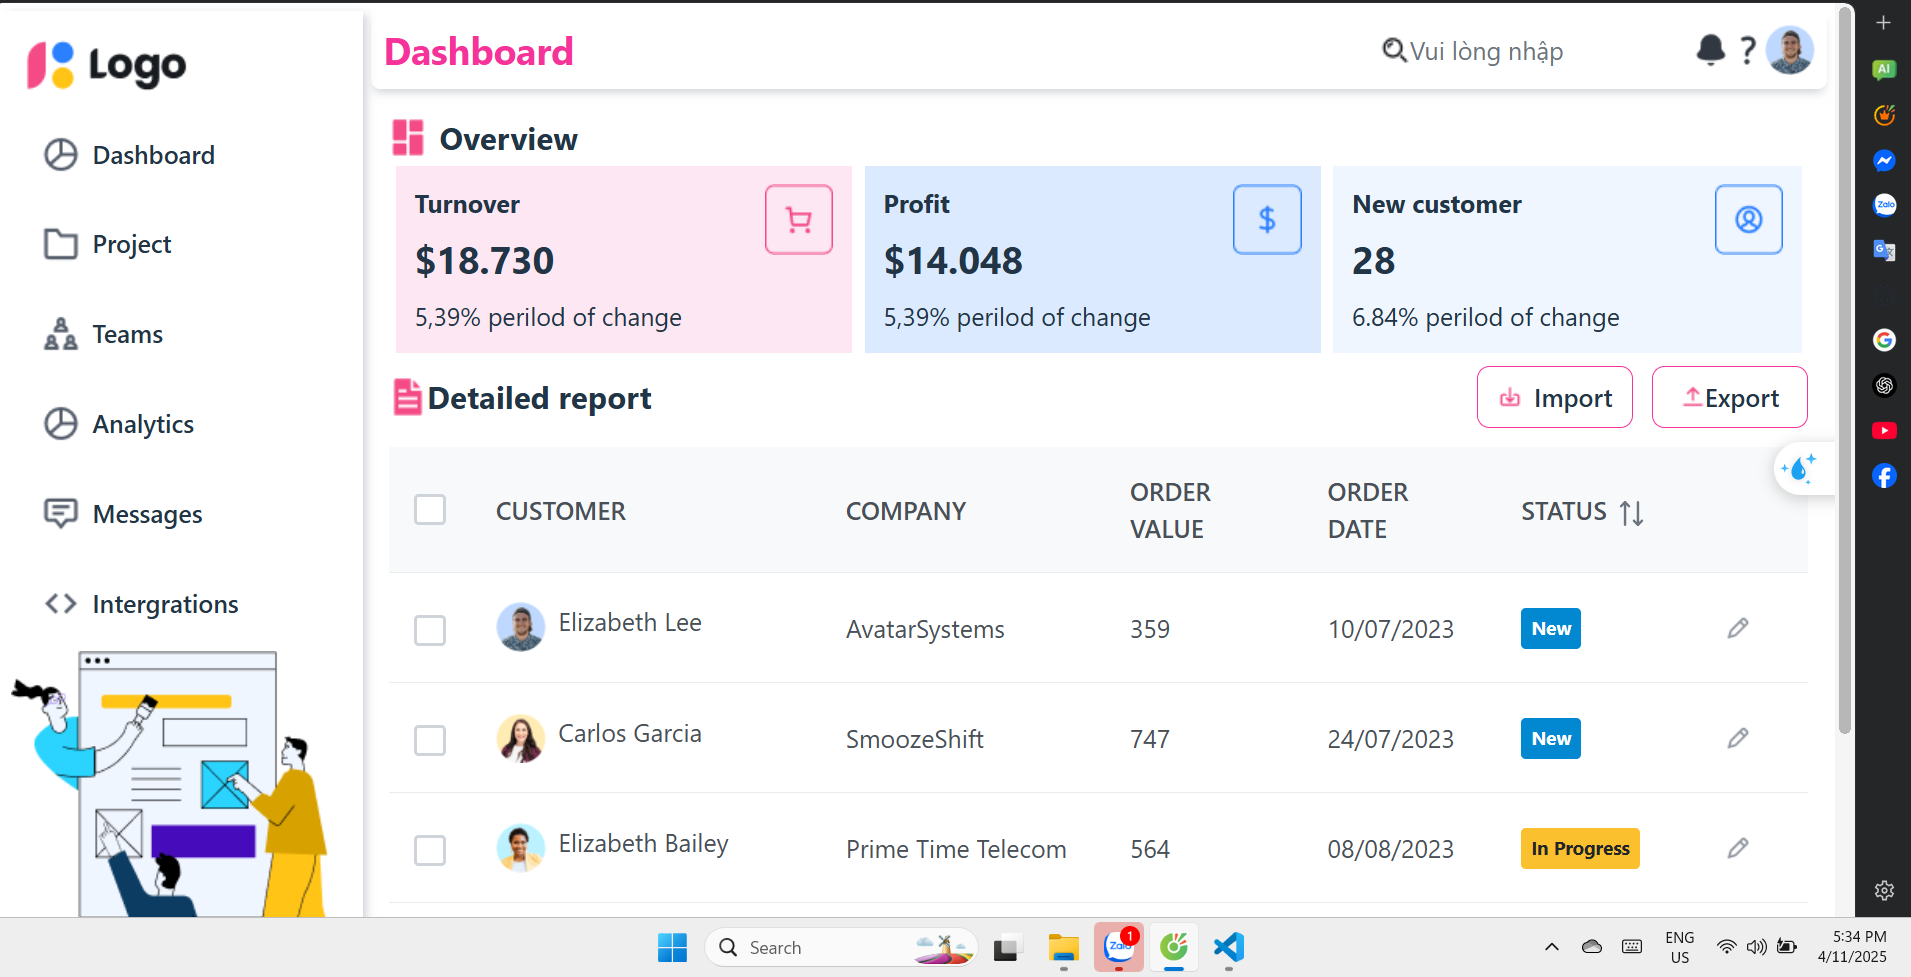 Logo
Dashboard
Project
Teams
Analytics
Messages
Intergrations
Dashboard
Vui lòng nhập
?
Overview
Turnover
$18.730
5,39% perilod of change
Profit
$
$14.048
5,39% perilod of change
New customer
28
6.84% perilod of change
Detailed report
Import
Export
CUSTOMER COMPANY ORDER VALUE ORDER DATE STATUS
Elizabeth Lee AvatarSystems 359 10/07/2023 New
Carlos Garcia SmoozeShift 747 24/07/2023 New
Elizabeth Bailey Prime Time Telecom 564 08/08/2023 In Progress
AI
Zalo
G
Search
Zalo
1
ENG
US
5:34 PM
4/11/2025